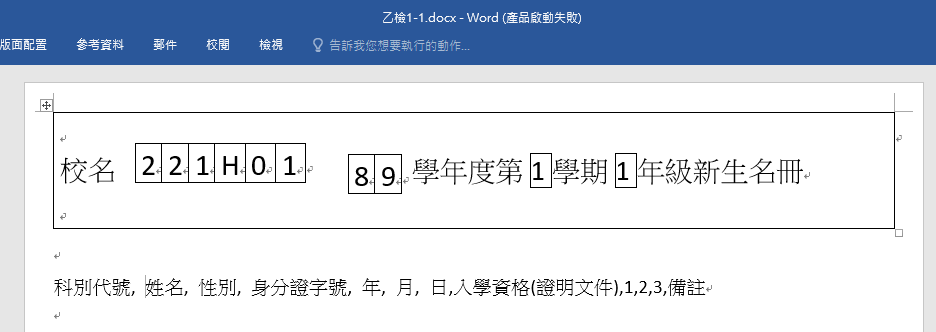 乙檢1-1.docx - Word (產品啟動失敗)
版面配置 參考資料 郵件 校閱 檢視 告訴我您想要執行的動作...
校名 221H01 89學年度第1學期1年級新生名冊
科別代號, 姓名, 性別, 身分證字號, 年, 月, 日,入學資格(證明文件),1,2,3,備註